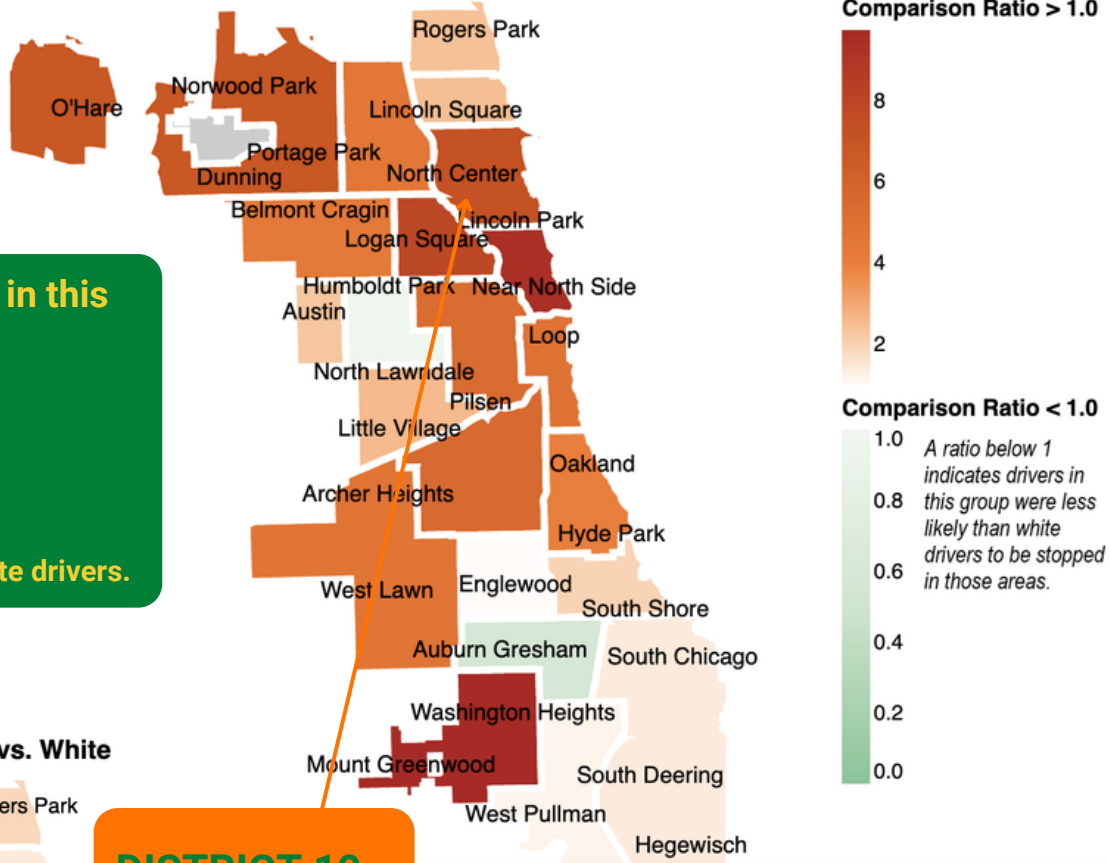 Comparison Ratio > 1.0
Rogers Park
Norwood Park
O'Hare
Lincoln Square
Portage Park
North Center
Dunning
Belmont Cragin
Lincoln Park
Logan Square
Humboldt Park
Near North Side
Austin
Loop
North Lawndale
Pilsen
Little Village
Oakland
Archer Heights
Hyde Park
Englewood
West Lawn
South Shore
Auburn Gresham
South Chicago
Washington Heights
Mount Greenwood
South Deering
West Pullman
Hegewisch
8
6
4
2
Comparison Ratio < 1.0
1.0
0.8
0.6
0.4
0.2
0.0
A ratio below 1
indicates drivers in
this group were less
likely than white
drivers to be stopped
in those areas.
in this
te drivers.
vs. White
ers Park